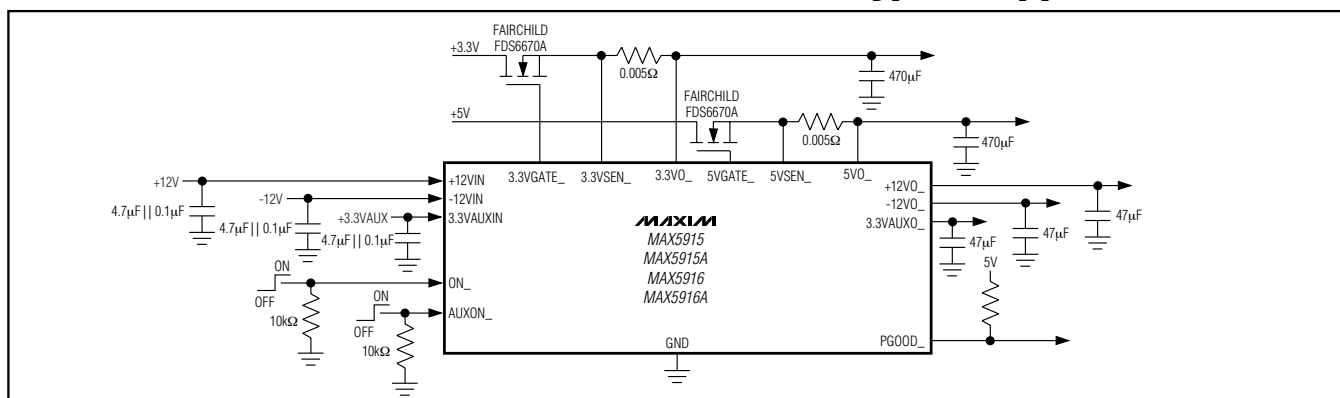 FAIRCHILD
FDS6670A
+3.3V
0.005Ω
470µF
FAIRCHILD
FDS6670A
+5V
0.005Ω
470µF
3.3VGATE_ 3.3VSEN_ 3.3VO_ 5VGATE_ 5VSEN_ 5VO_
+12V
+12VIN
+12VO_
-12V
-12VIN
-12VO_
4.7µF || 0.1µF
+3.3VAUX
3.3VAUXIN
3.3VAUXO_
47µF
4.7µF || 0.1µF
4.7µF || 0.1µF
47µF
47µF
MAXIM
MAX5915
MAX5915A
MAX5916
MAX5916A
5V
ON
OFF
ON_
10kΩ
ON
OFF
AUXON_
10kΩ
GND
PGOOD_